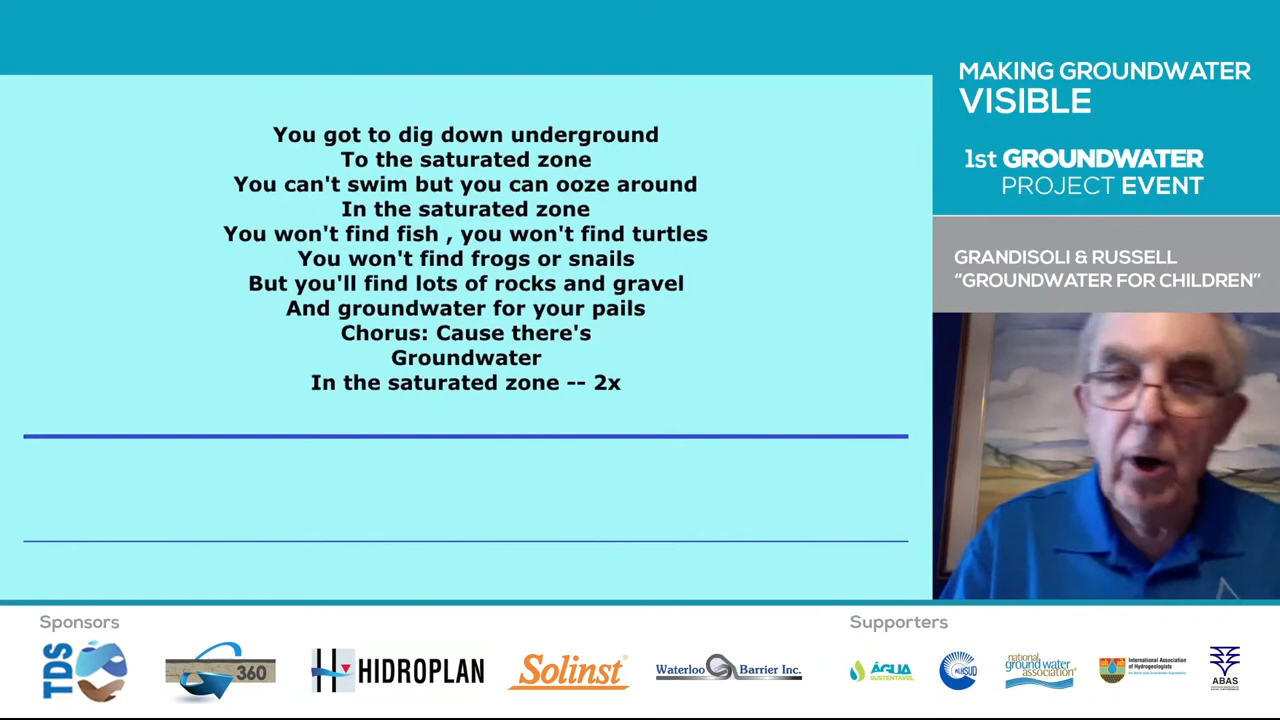 You got to dig down underground
To the saturated zone
You can't swim but you can ooze around
In the saturated zone
You won't find fish , you won't find turtles
You won't find frogs or snails
But you'll find lots of rocks and gravel
And groundwater for your pails
Chorus: Cause there's
Groundwater
In the saturated zone -- 2x
MAKING GROUNDWATER
VISIBLE
1st GROUNDWATER
PROJECT EVENT
GRANDISOLI & RUSSELL
“GROUNDWATER FOR CHILDREN”
Sponsors
TDS
360
HIDROPLAN
Solinst®
Waterloo Barrier Inc.
Supporters
ÁGUA
SUSTENTAVEL
national
ground water
association
International Association
of Hydrogeologists
ABAS